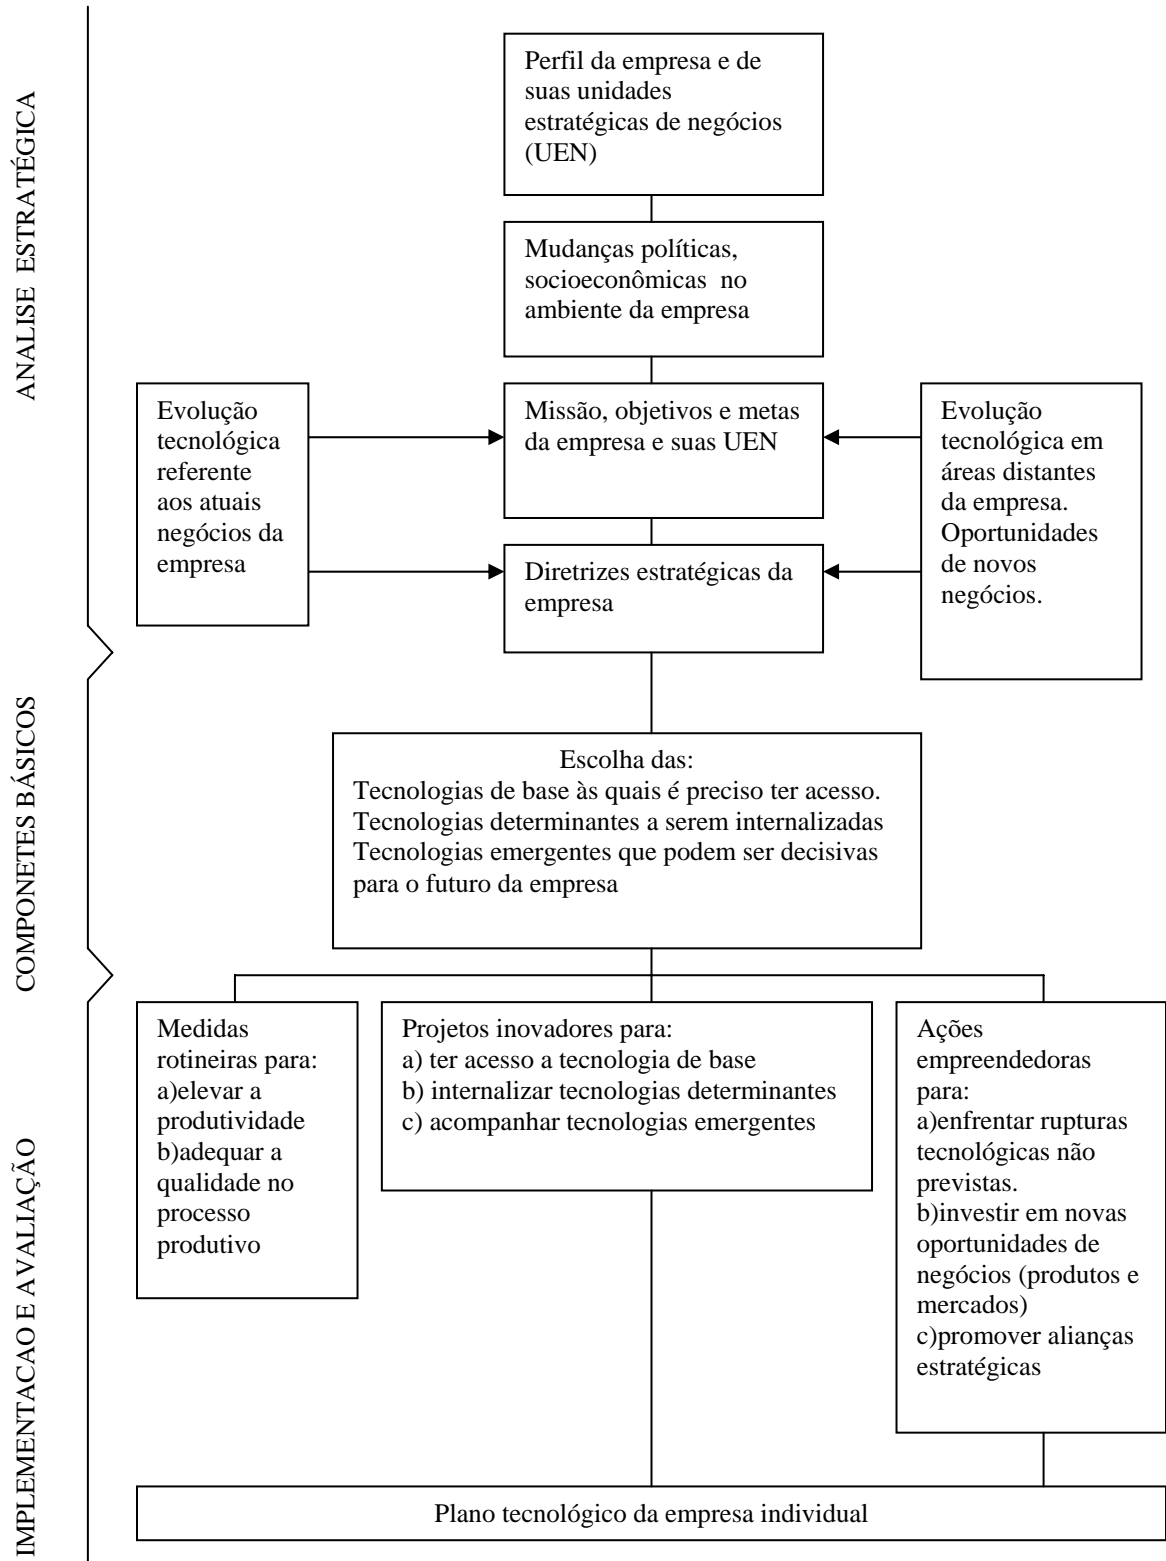 ANALISE ESTRATÉGICA
Perfil da empresa e de
suas unidades
estratégicas de negócios
(UEN)
Mudanças políticas,
socioeconômicas no
ambiente da empresa
Evolução
tecnológica
referente
aos atuais
negócios da
empresa
Missão, objetivos e metas
da empresa e suas UEN
Evolução
tecnológica em
áreas distantes
da empresa.
Oportunidades
de novos
negócios.
Diretrizes estratégicas da
empresa
COMPONETES BÁSICOS
Escolha das:
Tecnologias de base às quais é preciso ter acesso.
Tecnologias determinantes a serem internalizadas
Tecnologias emergentes que podem ser decisivas
para o futuro da empresa
IMPLEMENTACAO E AVALIAÇÃO
Medidas
rotineiras para:
a)elevar a
produtividade
b)adequar a
qualidade no
processo
produtivo
Projetos inovadores para:
a) ter acesso a tecnologia de base
b) internalizar tecnologias determinantes
c) acompanhar tecnologias emergentes
Ações
empreendedoras
para:
a)enfrentar rupturas
tecnológicas não
previstas.
b)investir em novas
oportunidades de
negócios (produtos e
mercados)
c)promover alianças
estratégicas
Plano tecnológico da empresa individual